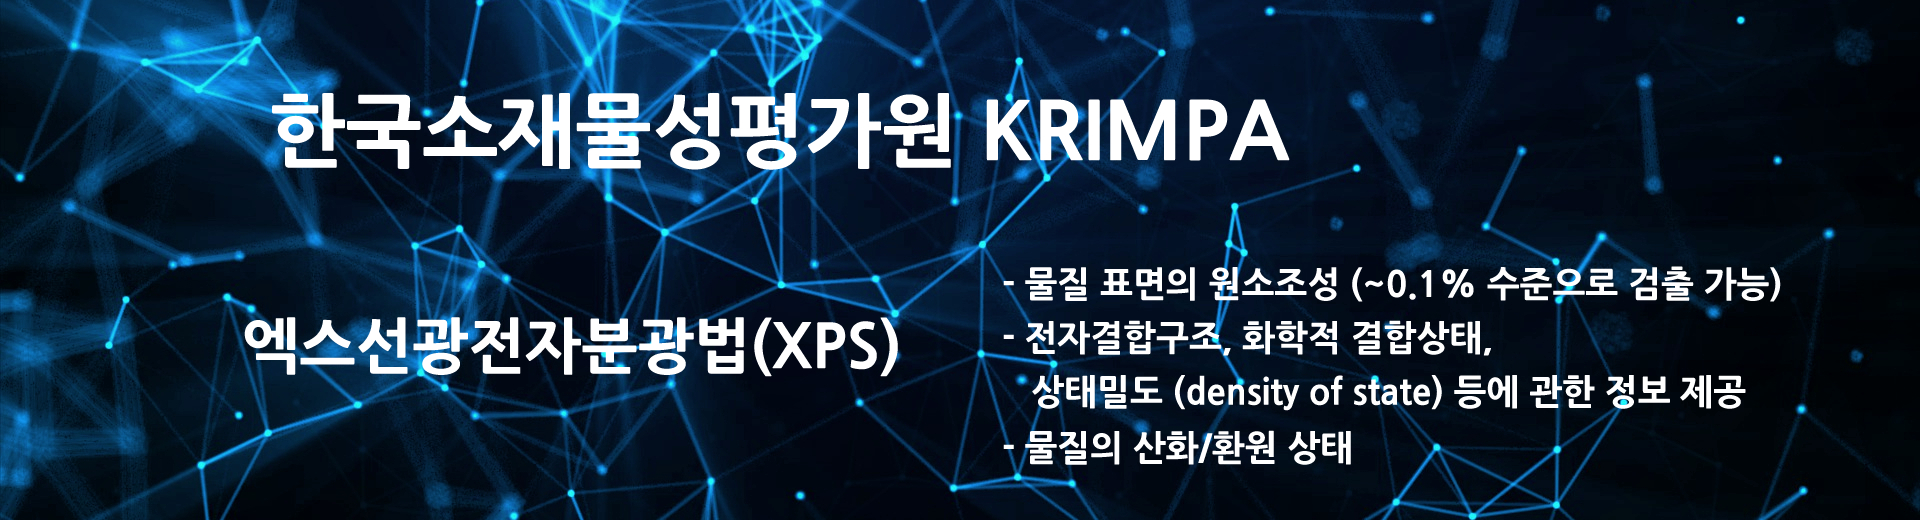 한국소재물성평가원 KRIMPA
엑스선광전자분광법(XPS)
- 물질 표면의 원소조성 (~0.1% 수준으로 검출 가능)
- 전자결합구조, 화학적 결합상태,
상태밀도 (density of state) 등에 관한 정보 제공
- 물질의 산화/환원 상태